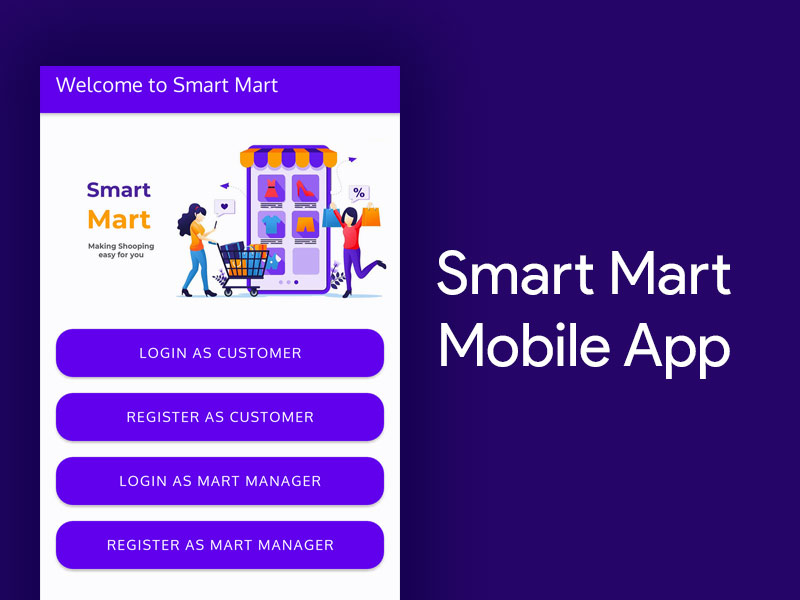 Welcome to Smart Mart
Smart
Mart
Making Shooping
easy for you
%
LOGIN AS CUSTOMER
REGISTER AS CUSTOMER
LOGIN AS MART MANAGER
REGISTER AS MART MANAGER
Smart Mart
Mobile App